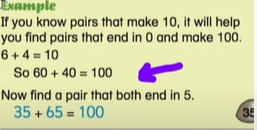 Example
If you know pairs that make 10, it will help
you find pairs that end in 0 and make 100.
6 + 4 = 10
So 60 + 40 = 100
Now find a pair that both end in 5.
35 + 65 = 100
35